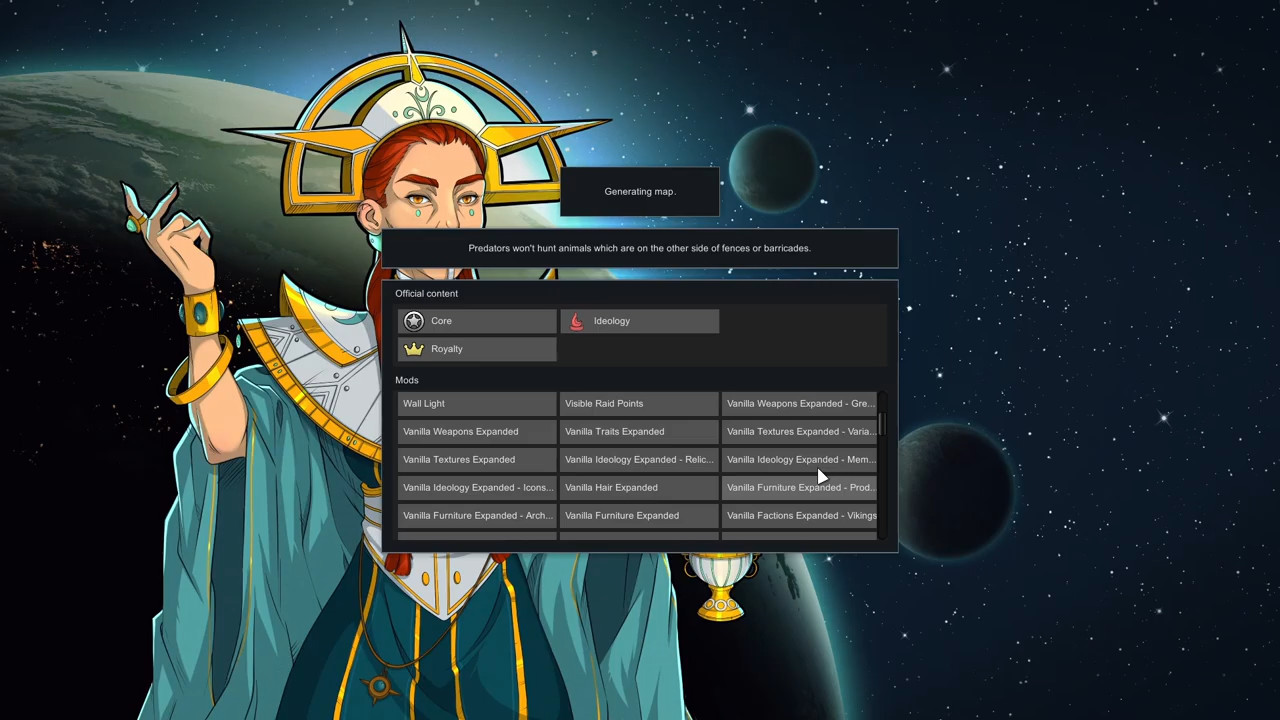 Generating map.
Predators won't hunt animals which are on the other side of fences or barricades.
Official content
Core
Ideology
Royalty
Mods
Wall Light
Visible Raid Points
Vanilla Weapons Expanded - Gre...
Vanilla Weapons Expanded
Vanilla Traits Expanded
Vanilla Textures Expanded - Varia...
Vanilla Textures Expanded
Vanilla Ideology Expanded - Relic...
Vanilla Ideology Expanded - Mem...
Vanilla Ideology Expanded - Icons...
Vanilla Hair Expanded
Vanilla Furniture Expanded - Prod...
Vanilla Furniture Expanded - Arch...
Vanilla Furniture Expanded
Vanilla Factions Expanded - Vikings